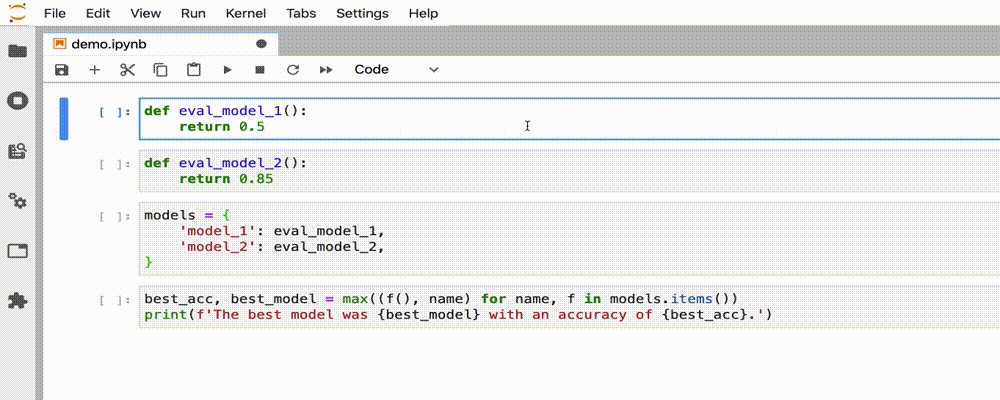 File Edit View Run Kernel Tabs Settings Help
demo.ipynb
Code
[ ]: def eval_model_1():
    return 0.5
[ ]: def eval_model_2():
    return 0.85
[ ]: models = {
    'model_1': eval_model_1,
    'model_2': eval_model_2,
}
[ ]: best_acc, best_model = max((f(), name) for name, f in models.items())
print(f'The best model was {best_model} with an accuracy of {best_acc}.')